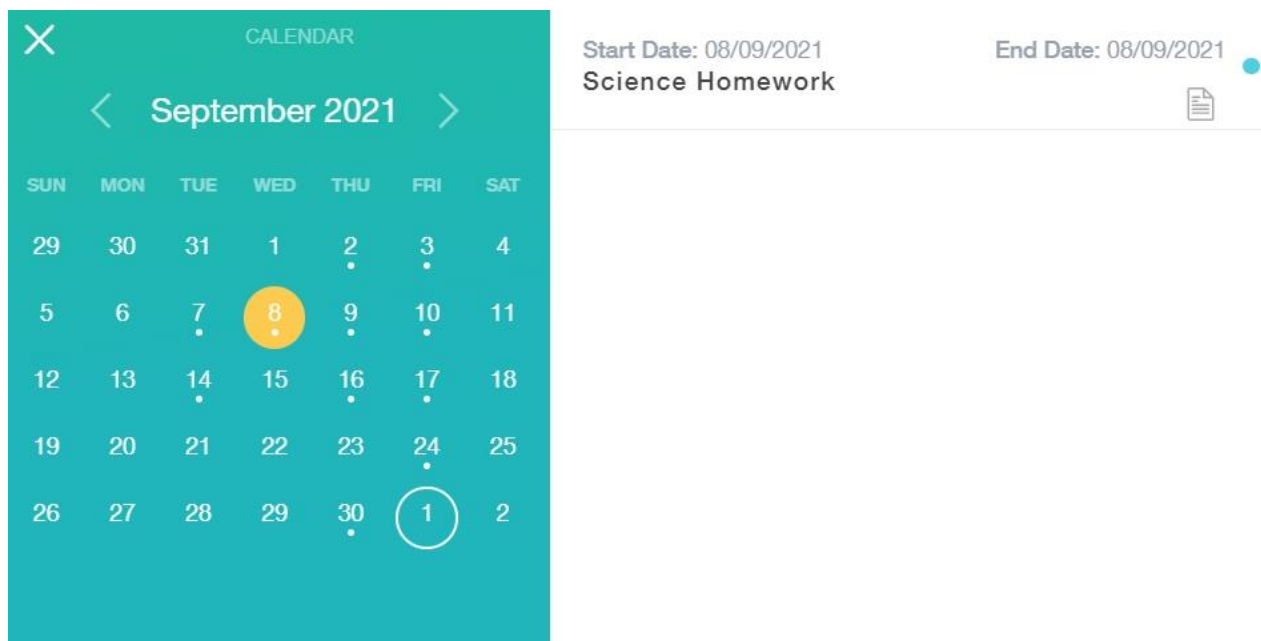 CALENDAR
September 2021
SUN MON TUE WED THU FRI SAT
29 30 31 1 2 3 4
5 6 7 8 9 10 11
12 13 14 15 16 17 18
19 20 21 22 23 24 25
26 27 28 29 30 1 2
Start Date: 08/09/2021 End Date: 08/09/2021
Science Homework